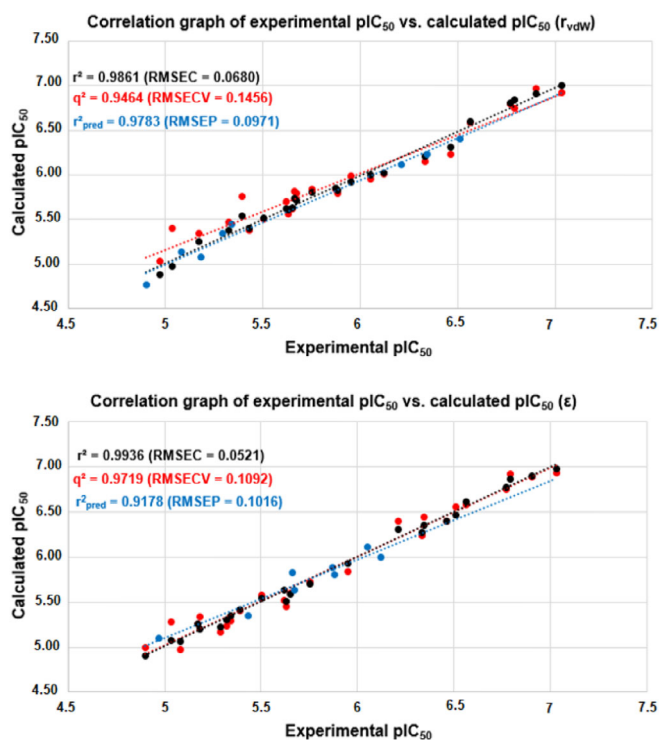 Correlation graph of experimental pIC₅₀ vs. calculated pIC₅₀ (r_vdW)
7.50
r² = 0.9861 (RMSEC = 0.0680)
7.00
q² = 0.9464 (RMSECV = 0.1456)
6.50
r²pred = 0.9783 (RMSEP = 0.0971)
6.00
5.50
5.00
4.50
Calculated pIC₅₀
4.5 5 5.5 6 6.5 7 7.5
Experimental pIC₅₀
Correlation graph of experimental pIC₅₀ vs. calculated pIC₅₀ (ε)
7.50
r² = 0.9936 (RMSEC = 0.0521)
7.00
q² = 0.9719 (RMSECV = 0.1092)
6.50
r²pred = 0.9178 (RMSEP = 0.1016)
6.00
5.50
5.00
4.50
Calculated pIC₅₀
4.5 5 5.5 6 6.5 7 7.5
Experimental pIC₅₀